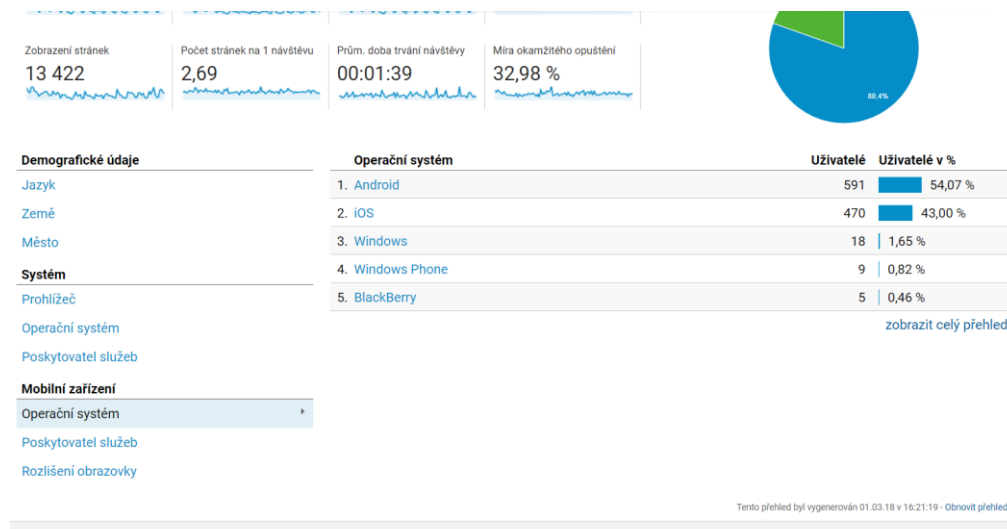 Zobrazení stránek
13 422
Počet stránek na 1 návštěvu
2,69
Prům. doba trvání návštěvy
00:01:39
Míra okamžitého opuštění
32,98 %
80,4%
Demografické údaje
Jazyk
Země
Město
Systém
Prohlížeč
Operační systém
Poskytovatel služeb
Mobilní zařízení
Operační systém
Poskytovatel služeb
Rozlišení obrazovky
Operační systém Uživatelé Uživatelé v %
1. Android 591 54,07 %
2. iOS 470 43,00 %
3. Windows 18 1,65 %
4. Windows Phone 9 0,82 %
5. BlackBerry 5 0,46 %
zobrazit celý přehled
Tento přehled byl vygenerován 01.03.18 v 16:21:19 - Obnovit přehled